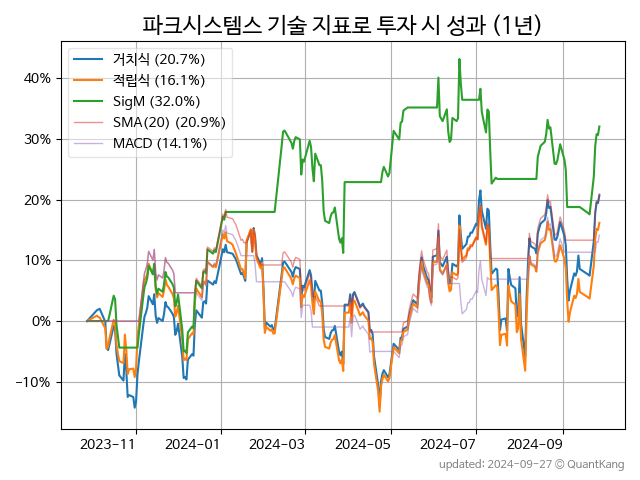 파크시스템스 기술 지표로 투자 시 성과 (1년)
거치식 (20.7%)
적립식 (16.1%)
SigM (32.0%)
SMA(20) (20.9%)
MACD (14.1%)
40%
30%
20%
10%
0%
−10%
2023-11
2024-01
2024-03
2024-05
2024-07
2024-09
updated: 2024-09-27 © QuantKang